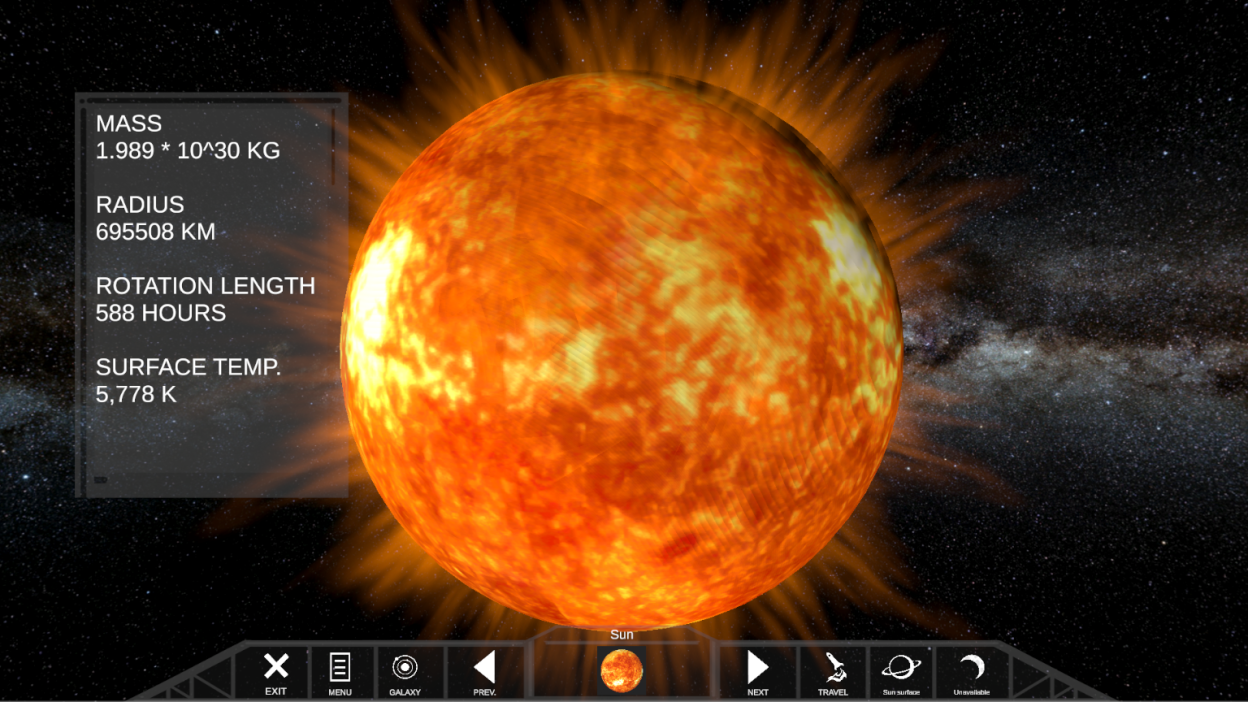 MASS
1.989 * 10^30 KG
RADIUS
695508 KM
ROTATION LENGTH
588 HOURS
SURFACE TEMP.
5,778 K
Sun
EXIT
MENU
GALAXY
PREV.
NEXT
TRAVEL
Sun surface
Unavailable